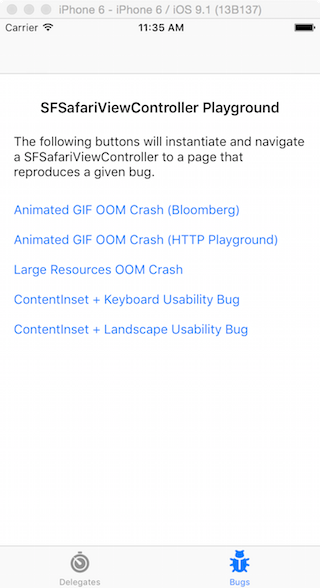 iPhone 6 - iPhone 6 / iOS 9.1 (13B137)
Carrier 11:35 AM
SFSafariViewController Playground
The following buttons will instantiate and navigate
a SFSafariViewController to a page that
reproduces a given bug.
Animated GIF OOM Crash (Bloomberg)
Animated GIF OOM Crash (HTTP Playground)
Large Resources OOM Crash
ContentInset + Keyboard Usability Bug
ContentInset + Landscape Usability Bug
Delegates Bugs